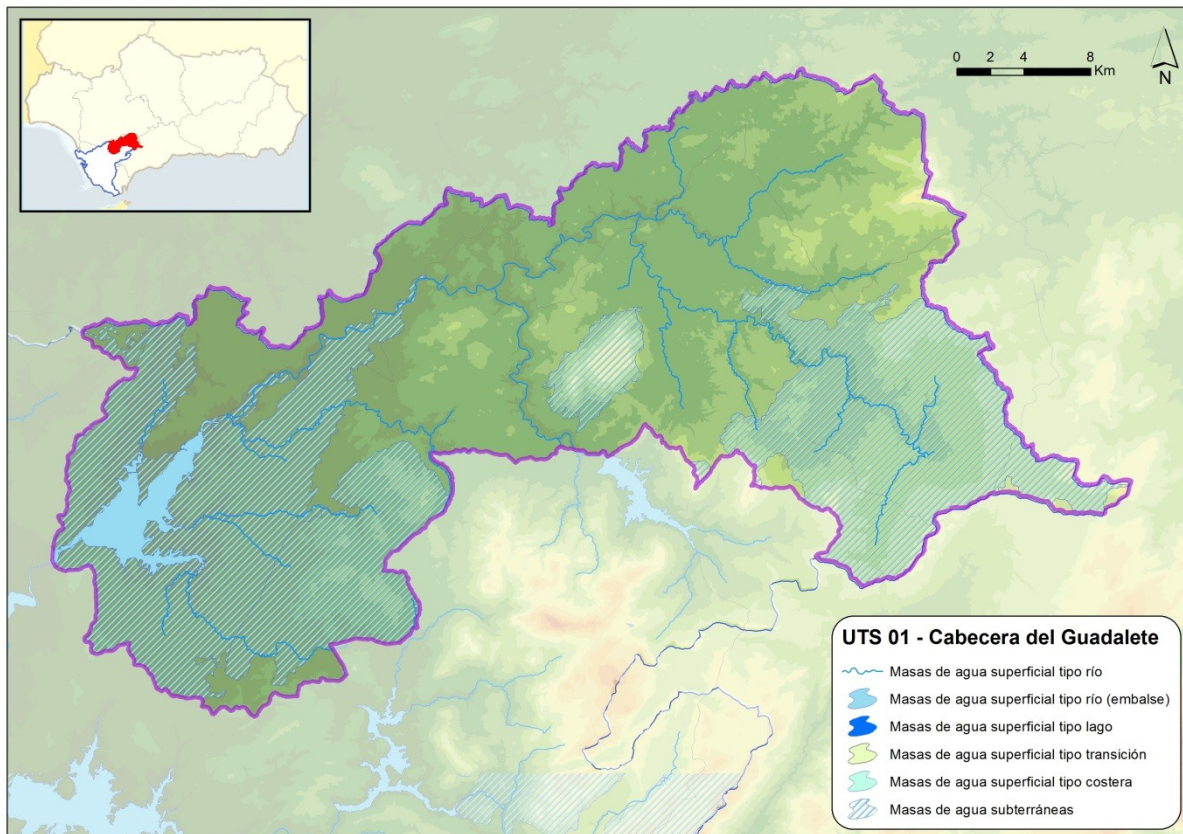 0 2 4 8
Km
N
UTS 01 - Cabecera del Guadalete
Masas de agua superficial tipo río
Masas de agua superficial tipo río (embalse)
Masas de agua superficial tipo lago
Masas de agua superficial tipo transición
Masas de agua superficial tipo costera
Masas de agua subterráneas